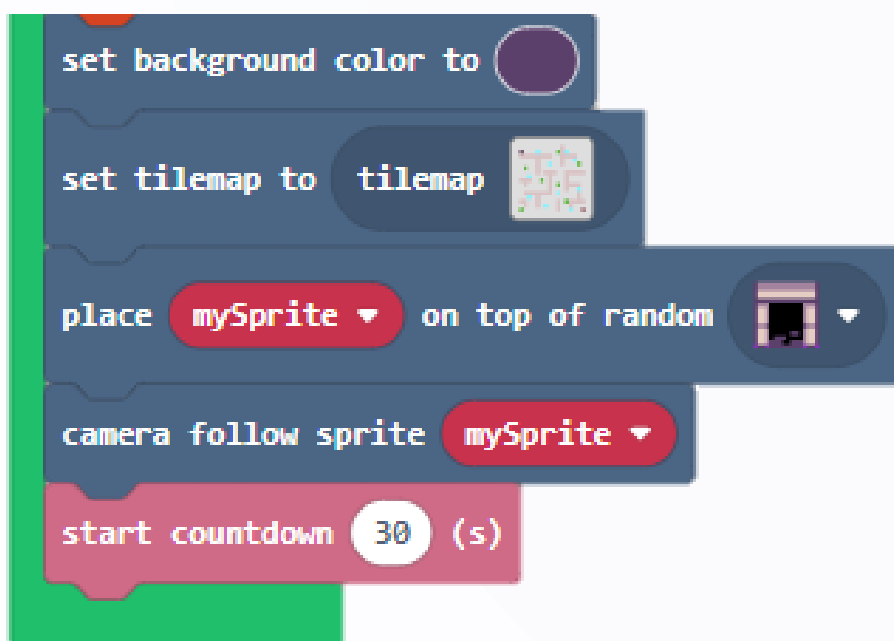 set background color to
set tilemap to tilemap
place mySprite on top of random
camera follow sprite mySprite
start countdown 30 (s)